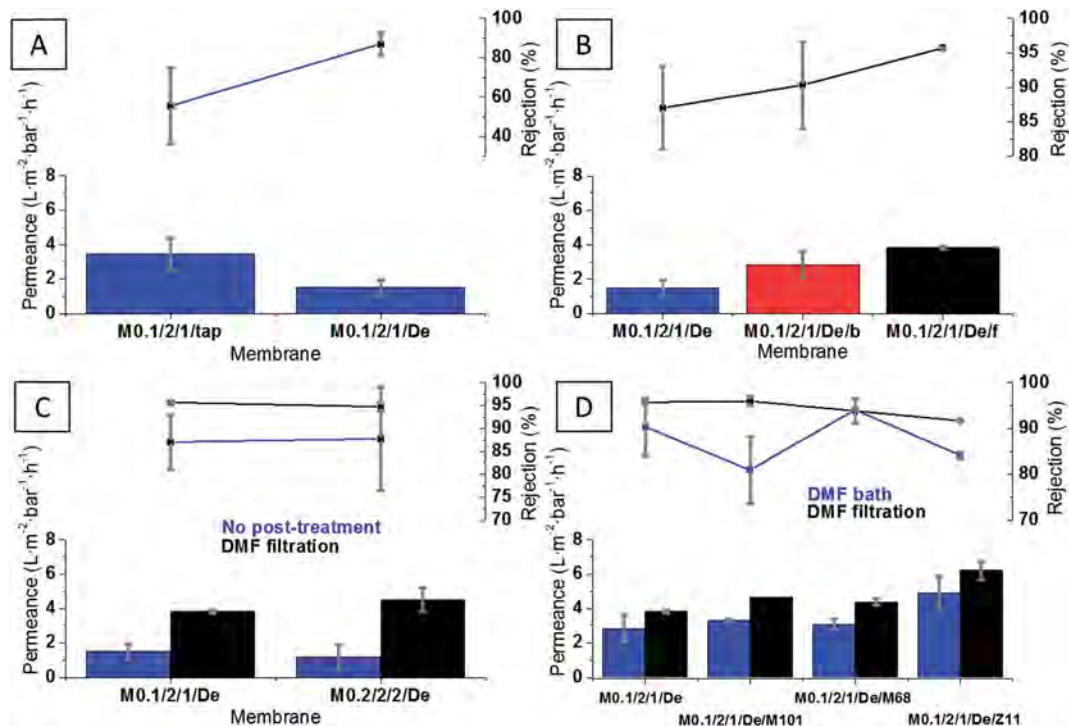 A
Permeance (L·m⁻²·bar⁻¹·h⁻¹)
8
6
4
2
0
100
80
60
40
Rejection (%)
M0.1/2/1/tap
M0.1/2/1/De
Membrane
B
Permeance (L·m⁻²·bar⁻¹·h⁻¹)
8
6
4
2
0
100
95
90
85
80
Rejection (%)
M0.1/2/1/De
M0.1/2/1/De/b
M0.1/2/1/De/f
Membrane
C
Permeance (L·m⁻²·bar⁻¹·h⁻¹)
8
6
4
2
0
100
95
90
85
80
75
70
Rejection (%)
No post-treatment
DMF filtration
M0.1/2/1/De
M0.2/2/2/De
Membrane
D
Permeance (L·m⁻²·bar⁻¹·h⁻¹)
8
6
4
2
0
100
90
80
70
Rejection (%)
DMF bath
DMF filtration
M0.1/2/1/De
M0.1/2/1/De/M101
M0.1/2/1/De/M68
M0.1/2/1/De/Z11